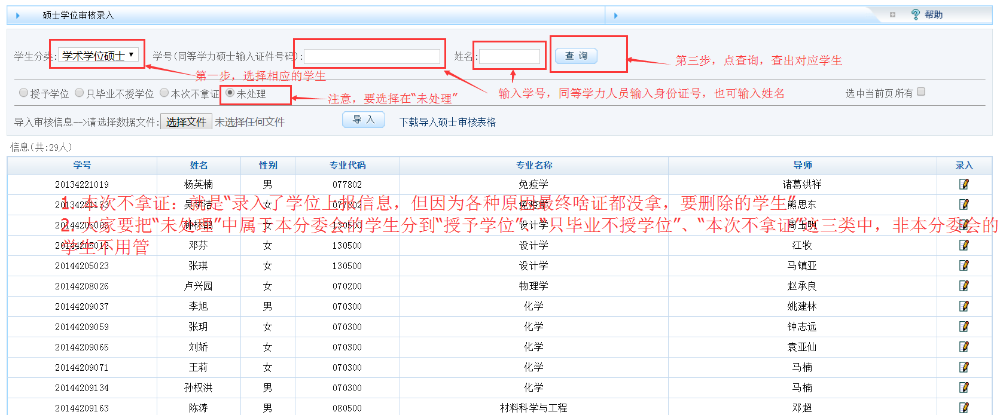 硕士学位审核录入
帮助
学生分类: 学术学位硕士 学号(同等学力硕士输入证件号码): 姓名: 查 询
第三步，点查询，查出对应学生
第一步，选择相应的学生
授予学位 只毕业不授学位 本次不拿证 未处理
注意，要选择在“未处理”
输入学号，同等学力人员输入身份证号，也可输入姓名
选中当前页所有
导入审核信息-->请选择数据文件: 选择文件 未选择任何文件 导 入 下载导入硕士审核表格
信息(共:29人)
学号 姓名 性别 专业代码 专业名称 导师 录入
20134221019 杨英楠 男 077802 免疫学 诸葛洪祥
1. 本次不拿证：就是“录入了学位上报信息，但因为各种原因最终啥证都没拿，要删除的学生”
20134221133 女 077802 免疫学 熊思东
2. 大家要把“未处理”中属于本分委会的学生分到“授予学位”、“只毕业不授学位”、“本次不拿证”这三类中，非本分委会的
学生不用管
女 130500 设计学
20144205012 邓芬 女 130500 设计学 江牧
20144205023 张琪 女 130500 设计学 马镇亚
20144208026 卢兴园 女 070200 物理学 赵承良
20144209037 李旭 男 070300 化学 姚建林
20144209059 张玥 女 070300 化学 钟志远
20144209065 刘娇 女 070300 化学 袁亚仙
20144209071 王莉 女 070300 化学 马楠
20144209134 孙权洪 男 070300 化学 马楠
20144209163 陈涛 男 080500 材料科学与工程 邓超